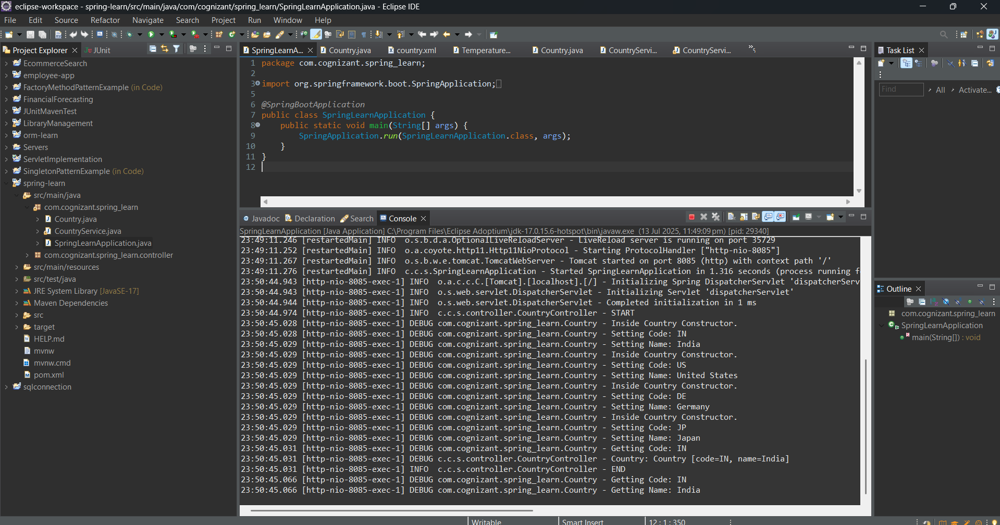 eclipse-workspace - spring-learn/src/main/java/com/cognizant/spring_learn/SpringLearnApplication.java - Eclipse IDE
File Edit Source Refactor Navigate Search Project Run Window Help
Project Explorer JUnit
EcommerceSearch
employee-app
FactoryMethodPatternExample (in Code)
FinancialForecasting
JUnitMavenTest
LibraryManagement
orm-learn
Servers
ServletImplementation
SingletonPatternExample (in Code)
spring-learn
src/main/java
com.cognizant.spring_learn
Country.java
CountryService.java
SpringLearnApplication.java
com.cognizant.spring_learn.controller
src/main/resources
src/test/java
JRE System Library [JavaSE-17]
Maven Dependencies
src
target
HELP.md
mvnw
mvnw.cmd
pom.xml
sqlconnection
SpringLearnA... Country.java country.xml Temperature... Country.java CountryServi... CountryServi... »5
1 package com.cognizant.spring_learn;
2
3 import org.springframework.boot.SpringApplication;
5
6 @SpringBootApplication
7 public class SpringLearnApplication {
8 public static void main(String[] args) {
9 SpringApplication.run(SpringLearnApplication.class, args);
10 }
11 }
12
Javadoc Declaration Search Console
SpringLearnApplication [Java Application] C:\Program Files\Eclipse Adoptium\jdk-17.0.15.6-hotspot\bin\javaw.exe (13 Jul 2025, 11:49:09 pm) [pid: 29340]
23:49:11.246 [restartedMain] INFO o.s.b.d.a.OptionalLiveReloadServer - LiveReload server is running on port 35729
23:49:11.252 [restartedMain] INFO o.a.coyote.http11.Http11NioProtocol - Starting ProtocolHandler ["http-nio-8085"]
23:49:11.267 [restartedMain] INFO o.s.b.w.e.tomcat.TomcatWebServer - Tomcat started on port 8085 (http) with context path '/'
23:49:11.276 [restartedMain] INFO c.c.s.SpringLearnApplication - Started SpringLearnApplication in 1.316 seconds (process running f
23:50:44.943 [http-nio-8085-exec-1] INFO o.a.c.c.C.[Tomcat].[localhost].[/] - Initializing Spring DispatcherServlet 'dispatcherServ
23:50:44.943 [http-nio-8085-exec-1] INFO o.s.web.servlet.DispatcherServlet - Initializing Servlet 'dispatcherServlet'
23:50:44.944 [http-nio-8085-exec-1] INFO o.s.web.servlet.DispatcherServlet - Completed initialization in 1 ms
23:50:44.974 [http-nio-8085-exec-1] INFO c.c.s.controller.CountryController - START
23:50:45.028 [http-nio-8085-exec-1] DEBUG com.cognizant.spring_learn.Country - Inside Country Constructor.
23:50:45.028 [http-nio-8085-exec-1] DEBUG com.cognizant.spring_learn.Country - Setting Code: IN
23:50:45.029 [http-nio-8085-exec-1] DEBUG com.cognizant.spring_learn.Country - Setting Name: India
23:50:45.029 [http-nio-8085-exec-1] DEBUG com.cognizant.spring_learn.Country - Inside Country Constructor.
23:50:45.029 [http-nio-8085-exec-1] DEBUG com.cognizant.spring_learn.Country - Setting Code: US
23:50:45.029 [http-nio-8085-exec-1] DEBUG com.cognizant.spring_learn.Country - Setting Name: United States
23:50:45.029 [http-nio-8085-exec-1] DEBUG com.cognizant.spring_learn.Country - Inside Country Constructor.
23:50:45.029 [http-nio-8085-exec-1] DEBUG com.cognizant.spring_learn.Country - Setting Code: DE
23:50:45.029 [http-nio-8085-exec-1] DEBUG com.cognizant.spring_learn.Country - Setting Name: Germany
23:50:45.029 [http-nio-8085-exec-1] DEBUG com.cognizant.spring_learn.Country - Inside Country Constructor.
23:50:45.029 [http-nio-8085-exec-1] DEBUG com.cognizant.spring_learn.Country - Setting Code: JP
23:50:45.029 [http-nio-8085-exec-1] DEBUG com.cognizant.spring_learn.Country - Setting Name: Japan
23:50:45.031 [http-nio-8085-exec-1] DEBUG com.cognizant.spring_learn.Country - Getting Code: IN
23:50:45.031 [http-nio-8085-exec-1] DEBUG c.c.s.controller.CountryController - Country: Country [code=IN, name=India]
23:50:45.031 [http-nio-8085-exec-1] INFO c.c.s.controller.CountryController - END
23:50:45.066 [http-nio-8085-exec-1] DEBUG com.cognizant.spring_learn.Country - Getting Code: IN
23:50:45.066 [http-nio-8085-exec-1] DEBUG com.cognizant.spring_learn.Country - Getting Name: India
Task List
Find All Activate...
Outline
com.cognizant.spring_learn
SpringLearnApplication
main(String[]) : void
Writable Smart Insert 12 : 1 : 350